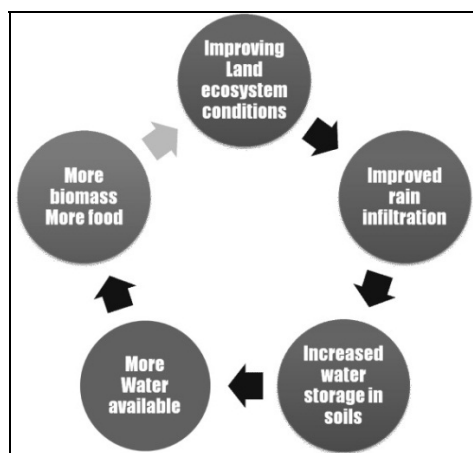 Improving
Land
ecosystem
conditions
Improved
rain
infiltration
Increased
water
storage in
soils
More
Water
available
More
biomass
More food